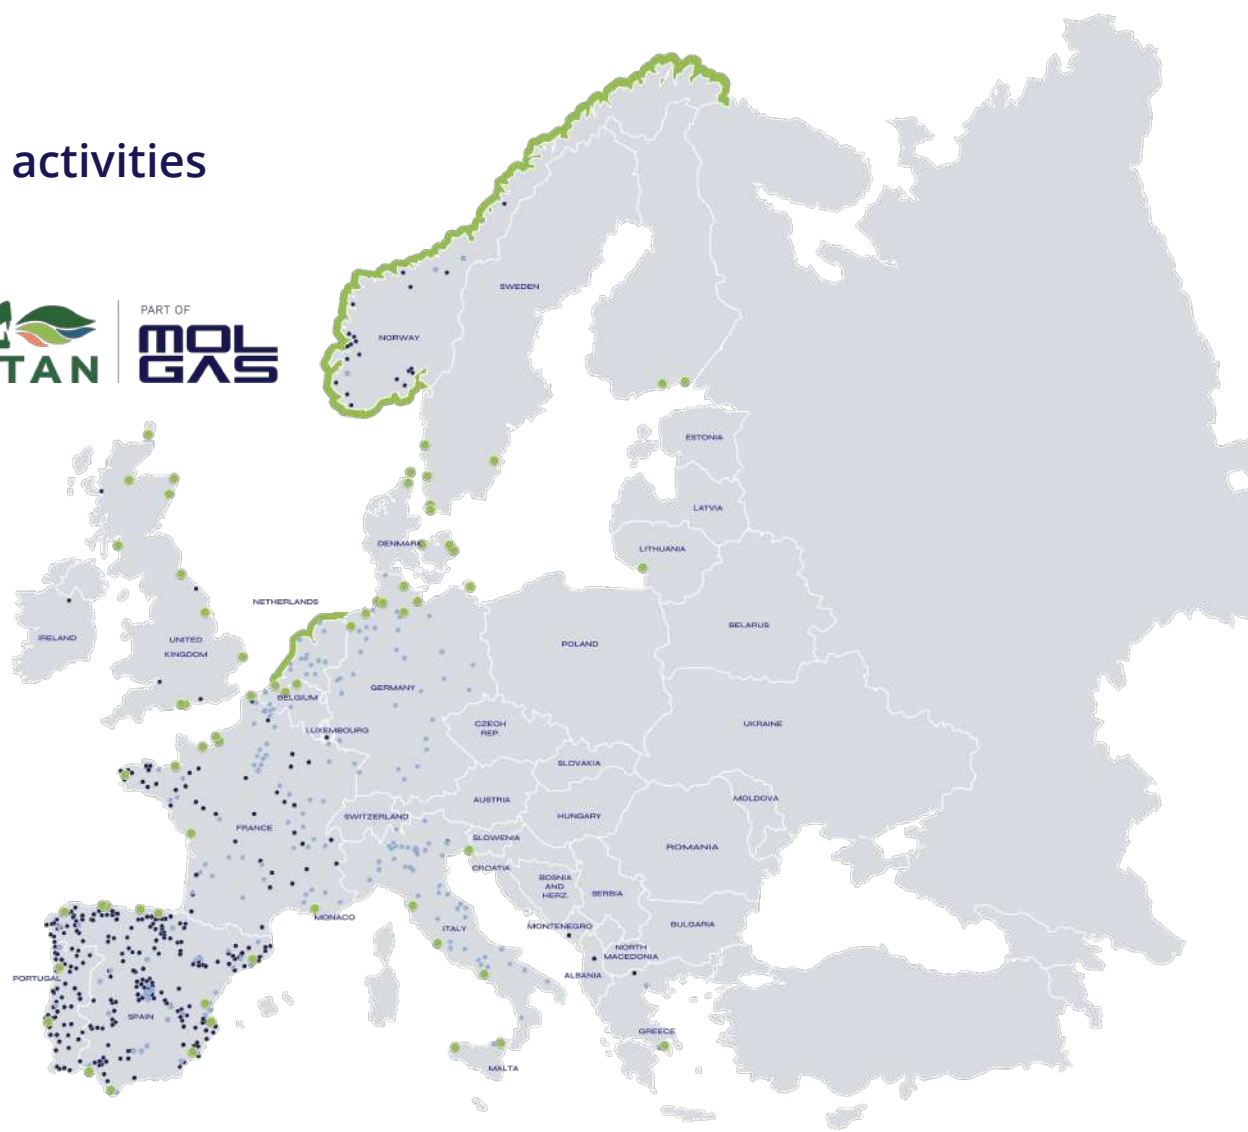 activities
PART OF
MOL
GAS
TAN
SWEDEN
NORWAY
ESTONIA
LATVIA
DENMARK
LITHUANIA
NETHERLANDS
BELARUS
IRELAND
UNITED
KINGDOM
POLAND
GERMANY
BELGIUM
UKRAINE
CZECH
REP.
LUXEMBOURG
SLOVAKIA
AUSTRIA
MOLDOVA
SWITZERLAND
HUNGARY
FRANCE
SLOWENIA
ROMANIA
CROATIA
BOSNIA
AND
HERZ.
SERBIA
MONACO
ITALY
MONTENEGRO
BULGARIA
NORTH
MACEDONIA
PORTUGAL
ALBANIA
SPAIN
GREECE
MALTA